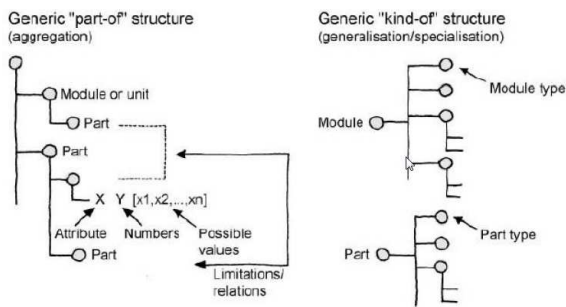 Generic "part-of" structure
(aggregation)
Module or unit
Part
Part
X Y [x1,x2,...,xn]
Attribute Numbers Possible
values
Part
Limitations/
relations
Generic "kind-of" structure
(generalisation/specialisation)
Module type
Module
Part type
Part